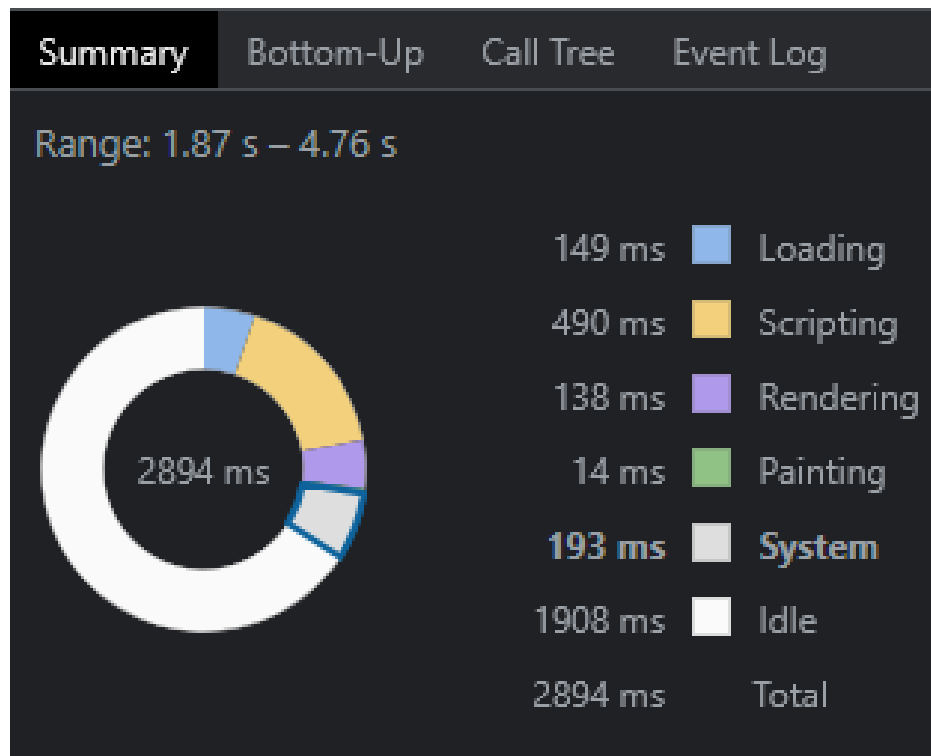 Summary Bottom-Up Call Tree Event Log
Range: 1.87 s – 4.76 s
149 ms Loading
490 ms Scripting
138 ms Rendering
2894 ms
14 ms Painting
193 ms System
1908 ms Idle
2894 ms Total